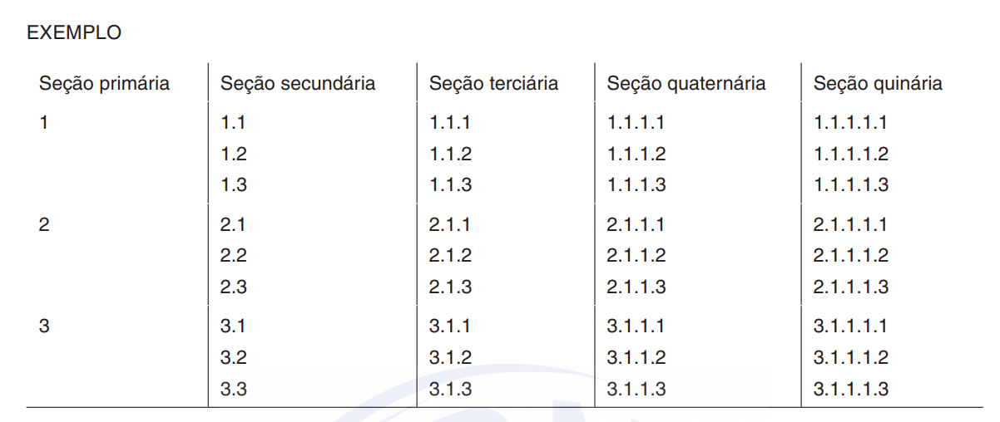 EXEMPLO
Seção primária Seção secundária Seção terciária Seção quaternária Seção quinária
1 1.1 1.1.1 1.1.1.1 1.1.1.1.1
1.2 1.1.2 1.1.1.2 1.1.1.1.2
1.3 1.1.3 1.1.1.3 1.1.1.1.3
2 2.1 2.1.1 2.1.1.1 2.1.1.1.1
2.2 2.1.2 2.1.1.2 2.1.1.1.2
2.3 2.1.3 2.1.1.3 2.1.1.1.3
3 3.1 3.1.1 3.1.1.1 3.1.1.1.1
3.2 3.1.2 3.1.1.2 3.1.1.1.2
3.3 3.1.3 3.1.1.3 3.1.1.1.3